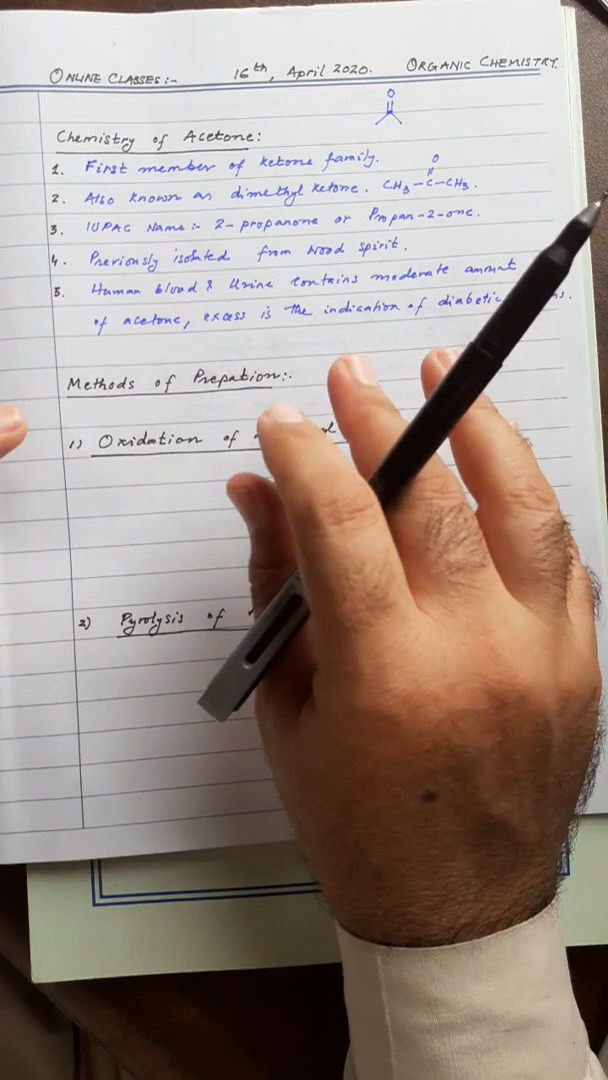 ONLINE CLASSES:- 16th, April 2020. ORGANIC CHEMISTRY.
O
Chemistry of Acetone:
1. First member of ketone family.
O
2. Also known as dimethyl ketone. CH3-C-CH3.
3. IUPAC Name:- 2-propanone or Propan-2-one.
4. Previously isolated from wood spirit.
5. Human blood & Urine contains moderate amount
of acetone, excess is the indication of diabetic
Methods of Prepation:.
1) Oxidation of
2) Pyrolysis of